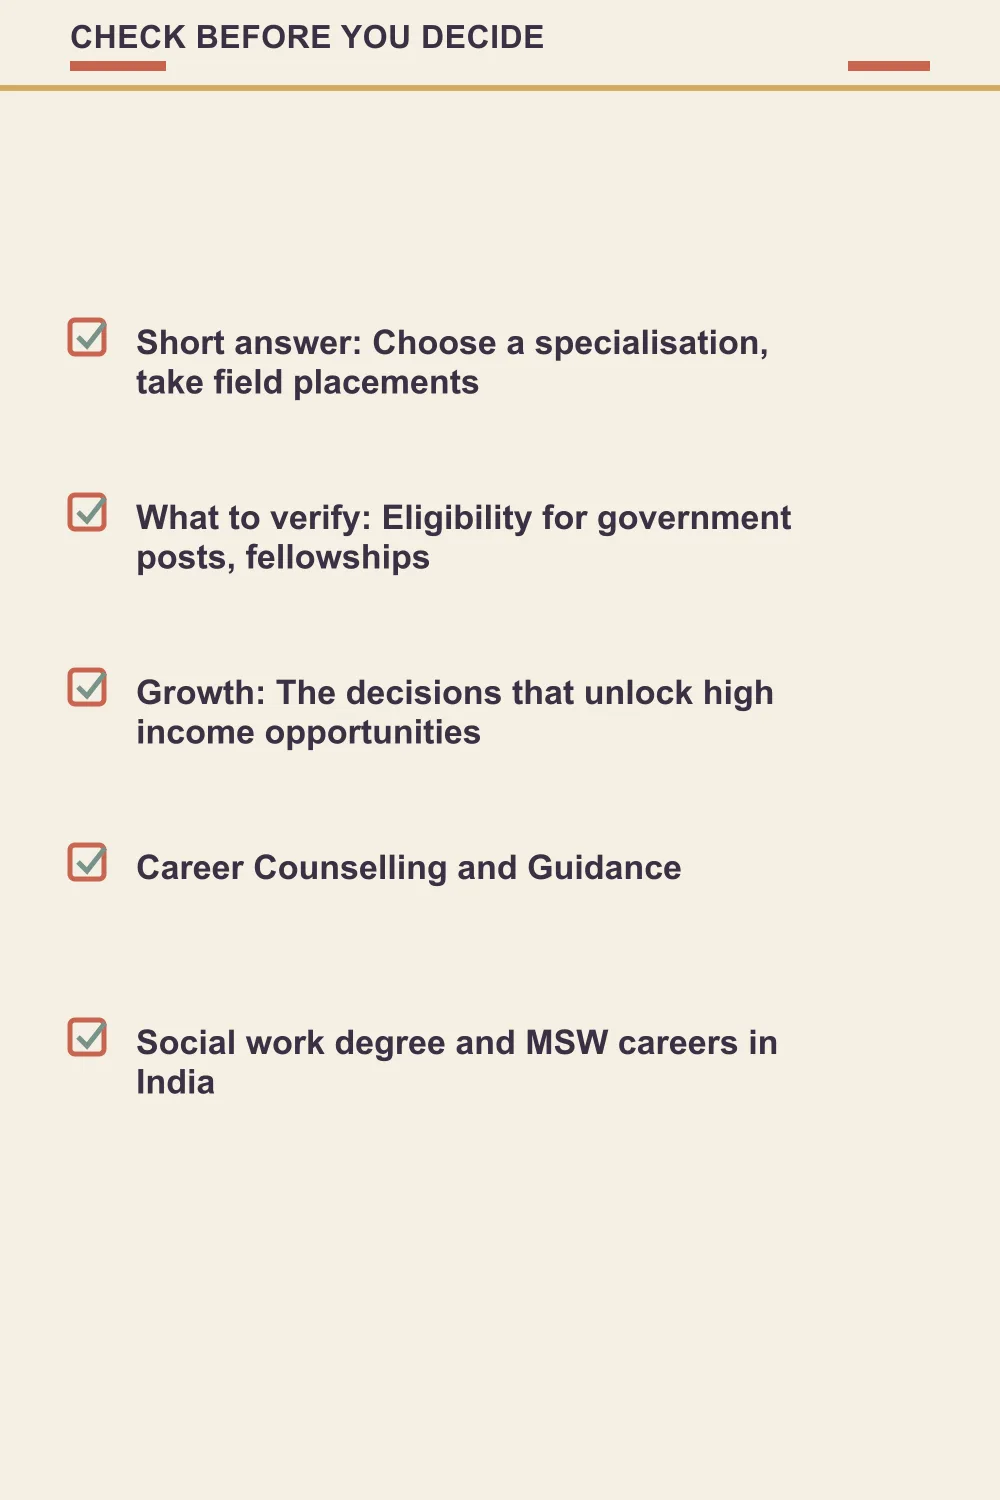 CHECK BEFORE YOU DECIDE
Short answer: Choose a specialisation,
take field placements
What to verify: Eligibility for government
posts, fellowships
Growth: The decisions that unlock high
income opportunities
Career Counselling and Guidance
Social work degree and MSW careers in
India